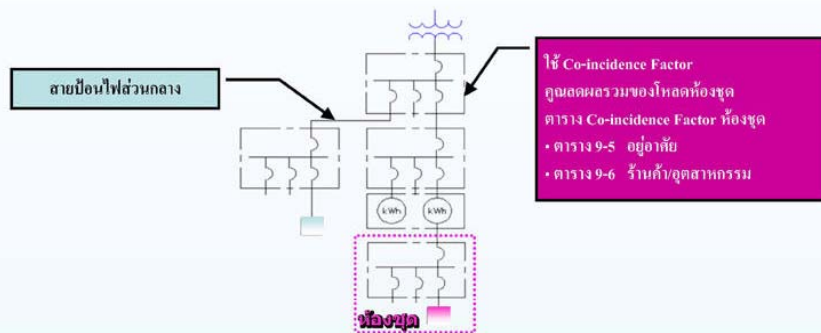 สายป้อนไฟส่วนกลาง
ใช้ Co-incidence Factor
คูณลดผลรวมของโหลดห้องชุด
ตาราง Co-incidence Factor ห้องชุด
• ตาราง 9-5 อยู่อาศัย
• ตาราง 9-6 ร้านค้า/อุตสาหกรรม
kWh kWh
ห้องชุด